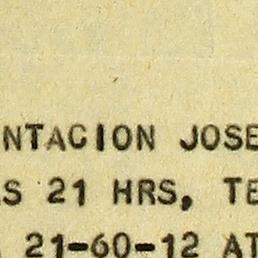 NTACION JOSE
S 21 HRS, TE
21-60-12 AT